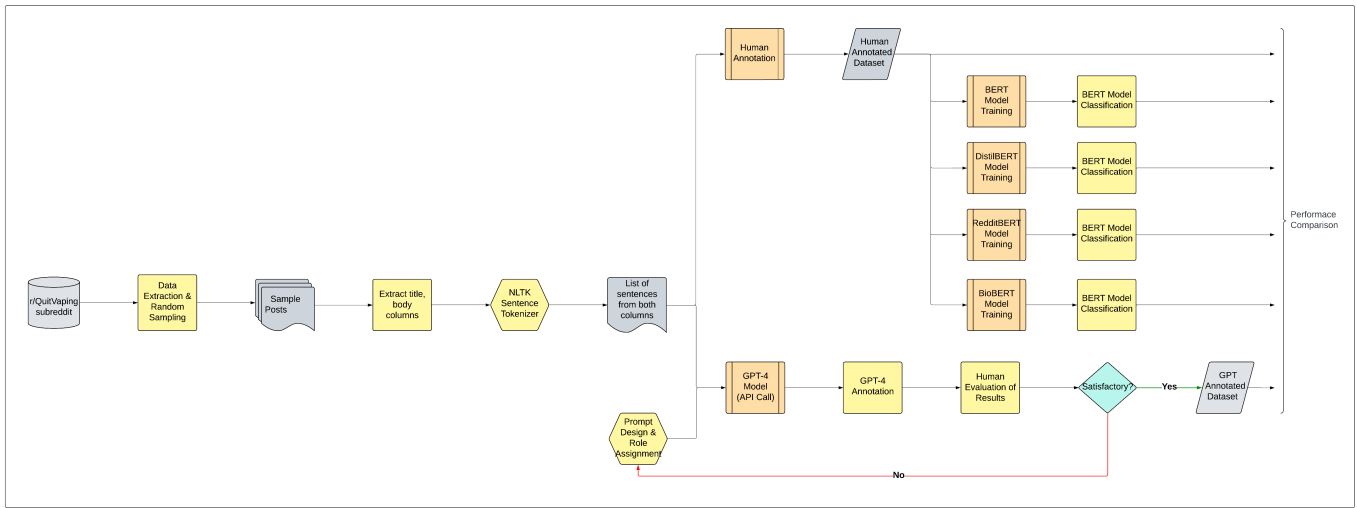 r/QuitVaping
subreddit
Data
Extraction &
Random
Sampling
Sample
Posts
Extract title,
body
columns
NLTK
Sentence
Tokenizer
List of
sentences
from both
columns
Human
Annotation
Human
Annotated
Dataset
BERT
Model
Training
BERT Model
Classification
DistilBERT
Model
Training
BERT Model
Classification
RedditBERT
Model
Training
BERT Model
Classification
BioBERT
Model
Training
BERT Model
Classification
Prompt
Design &
Role
Assignment
GPT-4
Model
(API Call)
GPT-4
Annotation
Human
Evaluation of
Results
Satisfactory?
Yes
No
GPT
Annotated
Dataset
Performace
Comparison